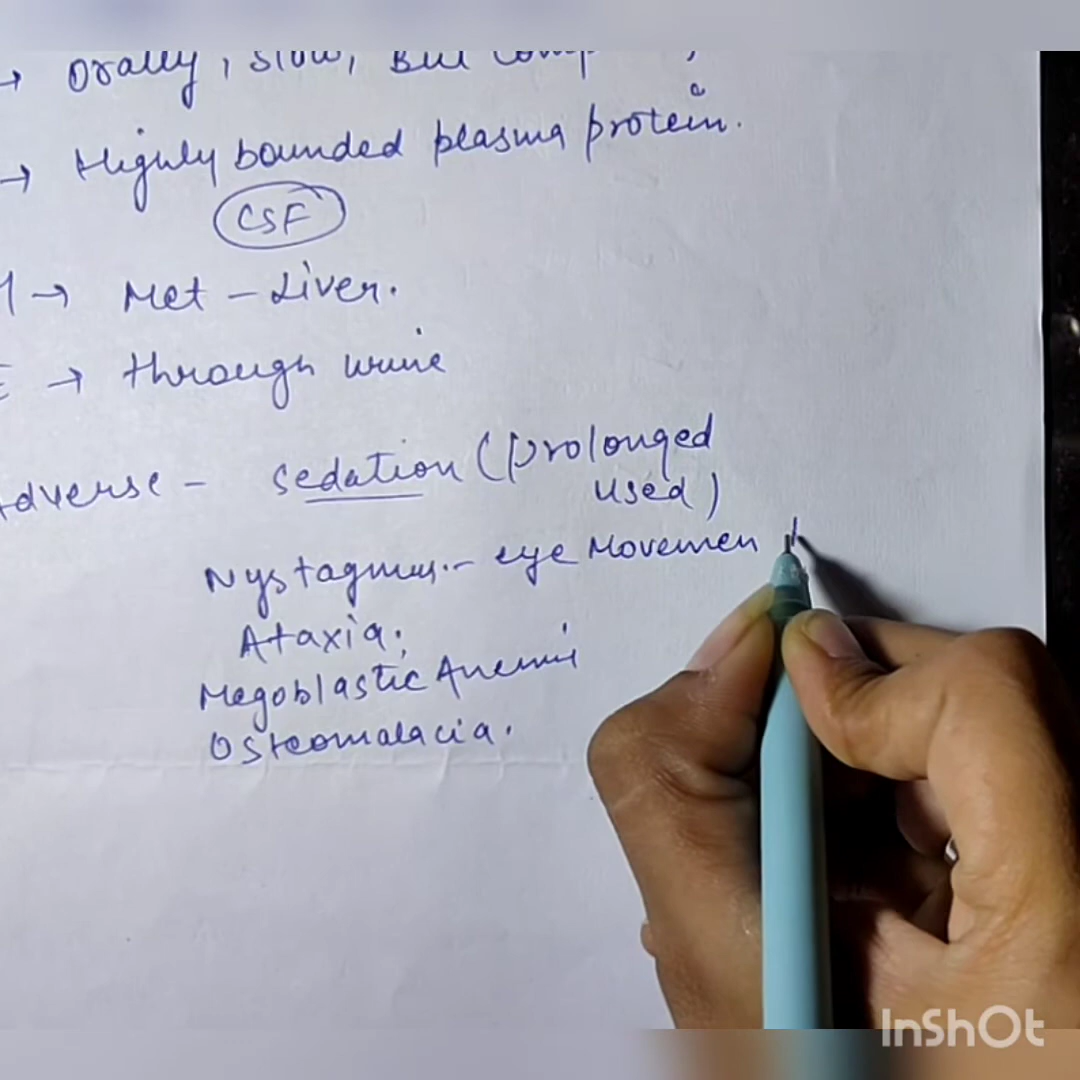 → Orally, slow, But comp
→ Highly bounded plasma protein.
CSF
M → Met - Liver.
E → through urine
Adverse - sedation (prolonged
used)
Nystagmus.- eye Movemen
Ataxia;
Megoblastic Anemi
Osteomalacia.
InShOt